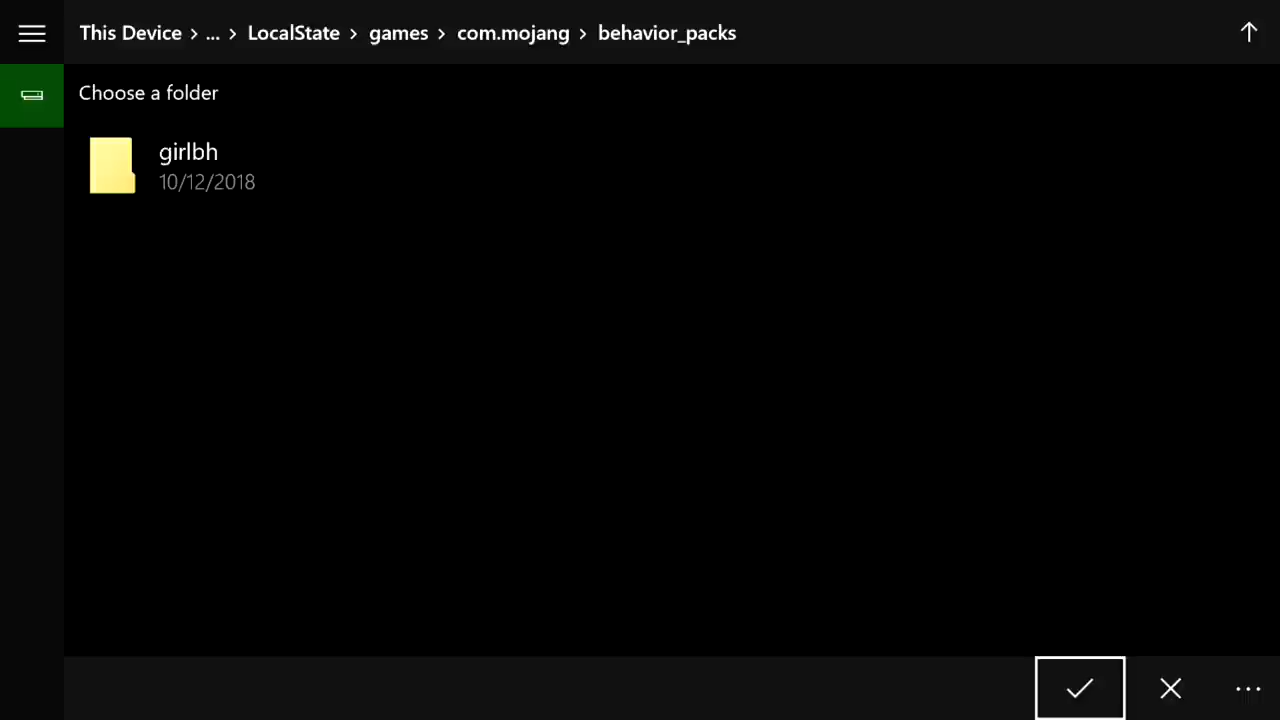 This Device > ... > LocalState > games > com.mojang > behavior_packs
Choose a folder
girlbh
10/12/2018